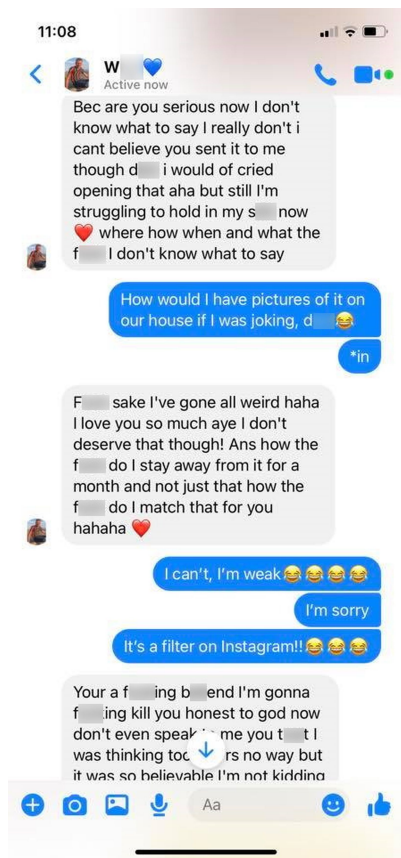 11:08
W
Active now
Bec are you serious now I don't
know what to say I really don't i
cant believe you sent it to me
though d i would of cried
opening that aha but still I'm
struggling to hold in my s now
❤️ where how when and what the
f I don't know what to say
How would I have pictures of it on
our house if I was joking, d 😂
*in
F sake I've gone all weird haha
I love you so much aye I don't
deserve that though! Ans how the
f do I stay away from it for a
month and not just that how the
f do I match that for you
hahaha ❤️
I can't, I'm weak😂😂😂😂
I'm sorry
It's a filter on Instagram!!😂😂😂
Your a f ing b end I'm gonna
f ing kill you honest to god now
don't even speak me you t t I
was thinking rs no way but
it was so believable I'm not kidding
Aa